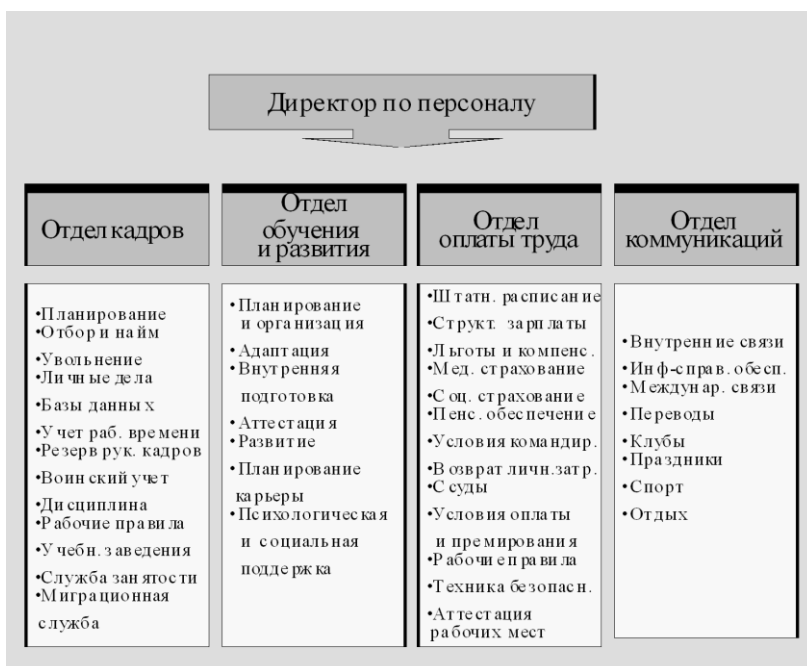 Директор по персоналу
Отдел кадров
•Планирование
•Отбор и найм
•Увольнение
•Личные дела
•Базы данных
•Учет раб. времени
•Резерв рук. кадров
•Воинский учет
•Дисциплина
•Рабочие правила
•Учебн. заведения
•Служба занятости
•Миграционная
служба
Отдел
обучения
и развития
•Планирование
и организация
•Адаптация
•Внутренняя
подготовка
•Аттестация
•Развитие
•Планирование
карьеры
•Психологическая
и социальная
поддержка
Отдел
оплаты труда
•Штатн. расписание
•Структ. зарплаты
•Льготы и компенс.
•Мед. страхование
•Соц. страхование
•Пенс. обеспечение
•Условия командир.
•Возврат личн.затр.
•Ссуды
•Условия оплаты
и премирования
•Рабочие правила
•Техника безопасн.
•Аттестация
рабочих мест
Отдел
коммуникаций
•Внутренние связи
•Инф-справ. обесп.
•Междунар. связи
•Переводы
•Клубы
•Праздники
•Спорт
•Отдых